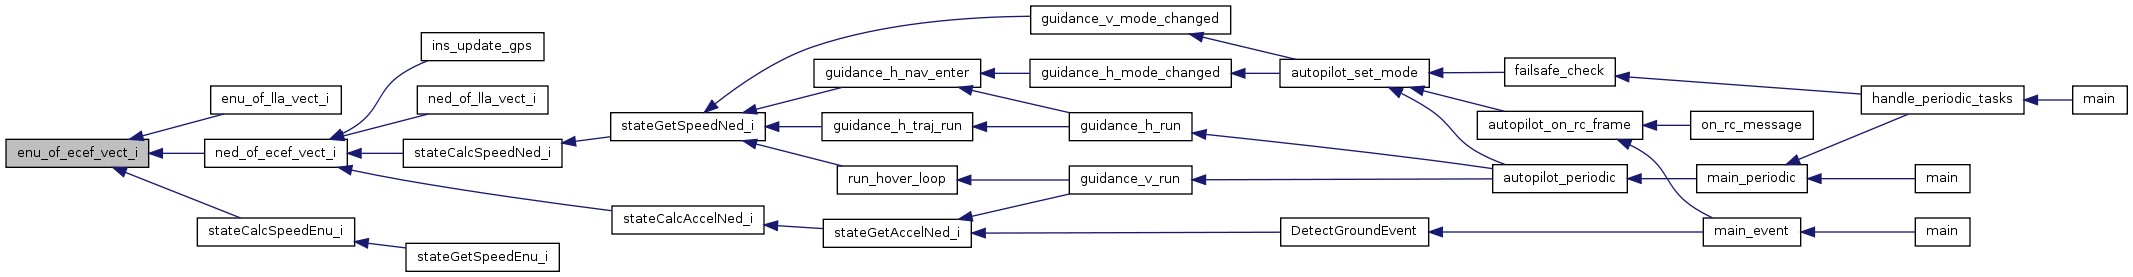 enu_of_ecef_vect_i
enu_of_lla_vect_i
ned_of_ecef_vect_i
stateCalcSpeedEnu_i
ins_update_gps
ned_of_lla_vect_i
stateCalcSpeedNed_i
stateGetSpeedEnu_i
stateGetSpeedNed_i
stateCalcAccelNed_i
guidance_h_nav_enter
guidance_h_traj_run
run_hover_loop
stateGetAccelNed_i
guidance_v_mode_changed
guidance_h_mode_changed
guidance_h_run
guidance_v_run
autopilot_set_mode
DetectGroundEvent
failsafe_check
autopilot_on_rc_frame
autopilot_periodic
on_rc_message
main_periodic
main_event
handle_periodic_tasks
main
main
main